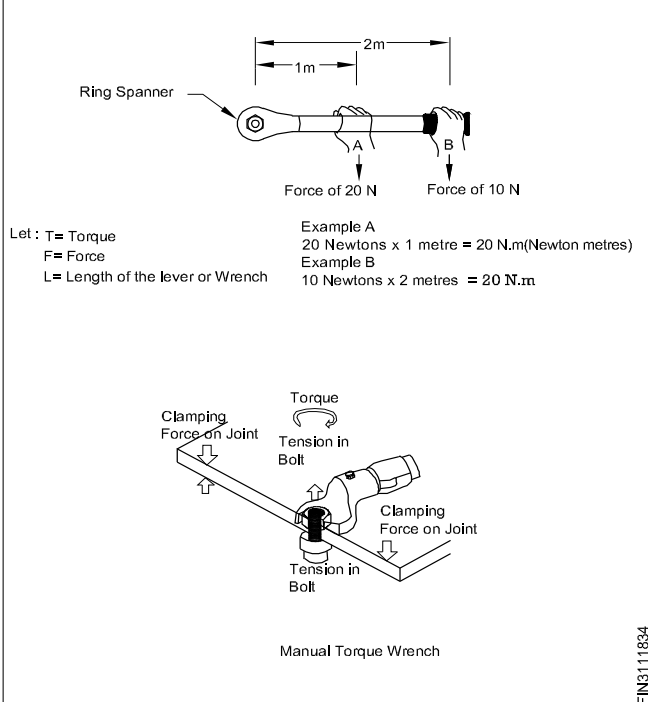 2m
1m
Ring Spanner
A
B
Force of 20 N
Force of 10 N
Let : T= Torque
F= Force
L= Length of the lever or Wrench
Example A
20 Newtons x 1 metre = 20 N.m(Newton metres)
Example B
10 Newtons x 2 metres = 20 N.m
Torque
Clamping
Force on Joint
Tension in
Bolt
Clamping
Force on Joint
Tension in
Bolt
Manual Torque Wrench
FIN3111834